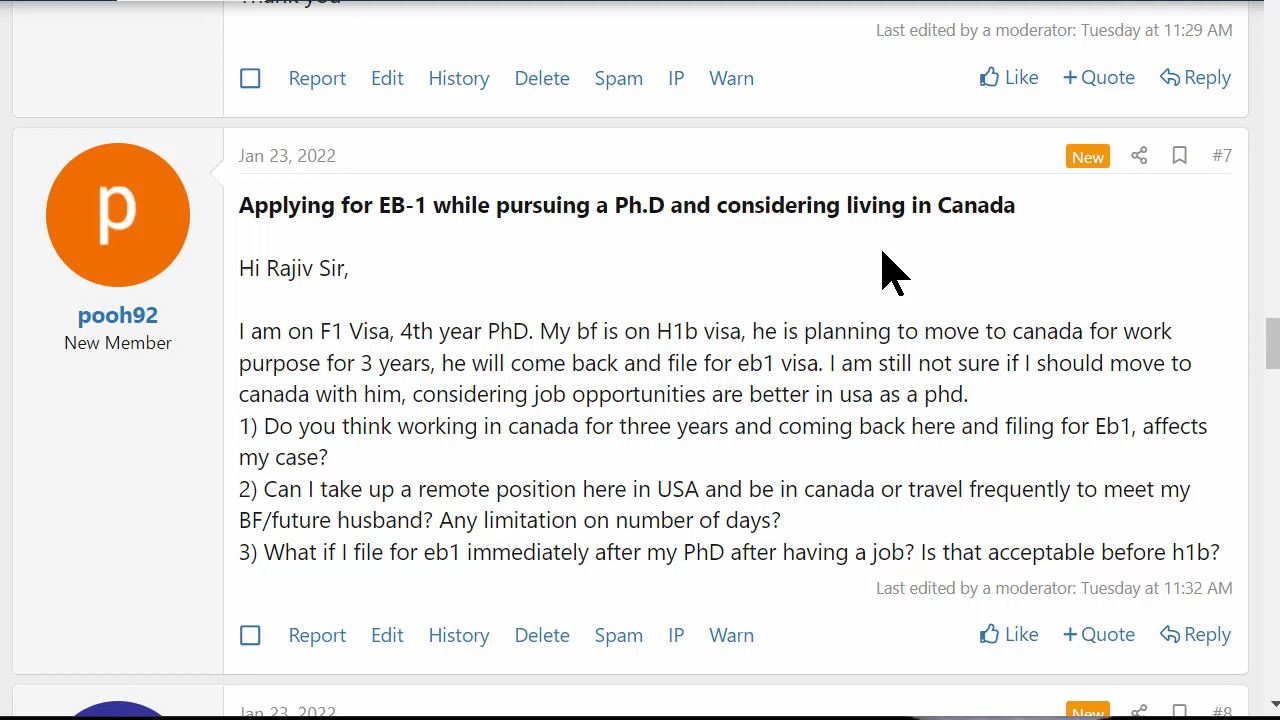 Thank you
Last edited by a moderator: Tuesday at 11:29 AM
Report Edit History Delete Spam IP Warn Like + Quote Reply
p
pooh92
New Member
Jan 23, 2022 New #7
Applying for EB-1 while pursuing a Ph.D and considering living in Canada
Hi Rajiv Sir,
I am on F1 Visa, 4th year PhD. My bf is on H1b visa, he is planning to move to canada for work
purpose for 3 years, he will come back and file for eb1 visa. I am still not sure if I should move to
canada with him, considering job opportunities are better in usa as a phd.
1) Do you think working in canada for three years and coming back here and filing for Eb1, affects
my case?
2) Can I take up a remote position here in USA and be in canada or travel frequently to meet my
BF/future husband? Any limitation on number of days?
3) What if I file for eb1 immediately after my PhD after having a job? Is that acceptable before h1b?
Last edited by a moderator: Tuesday at 11:32 AM
Report Edit History Delete Spam IP Warn Like + Quote Reply
Jan 23, 2022 New #8